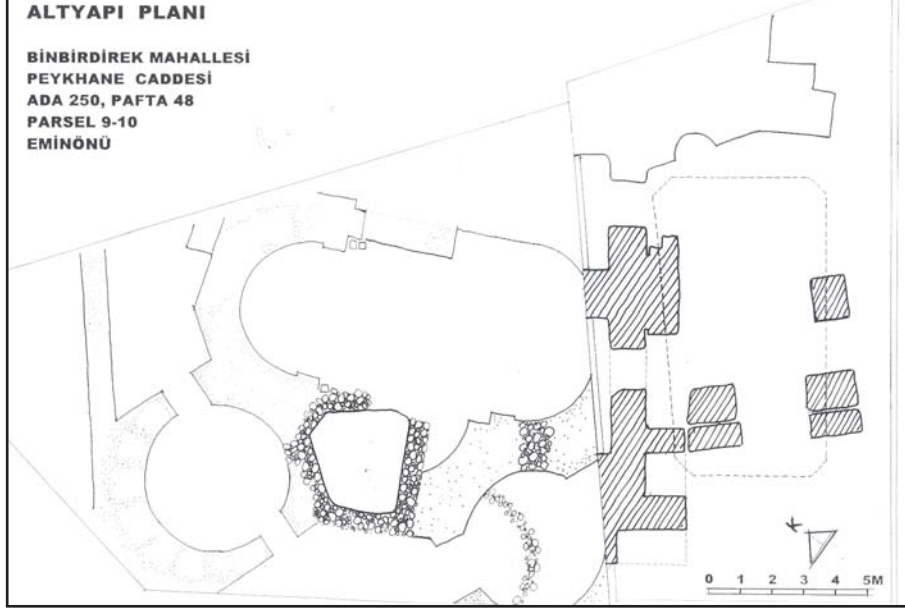 ALTYAPI PLANI
BİNBİRDİREK MAHALLESİ
PEYKHANE CADDESİ
ADA 250, PAFTA 48
PARSEL 9-10
EMİNÖNÜ
K
0 1 2 3 4 5M